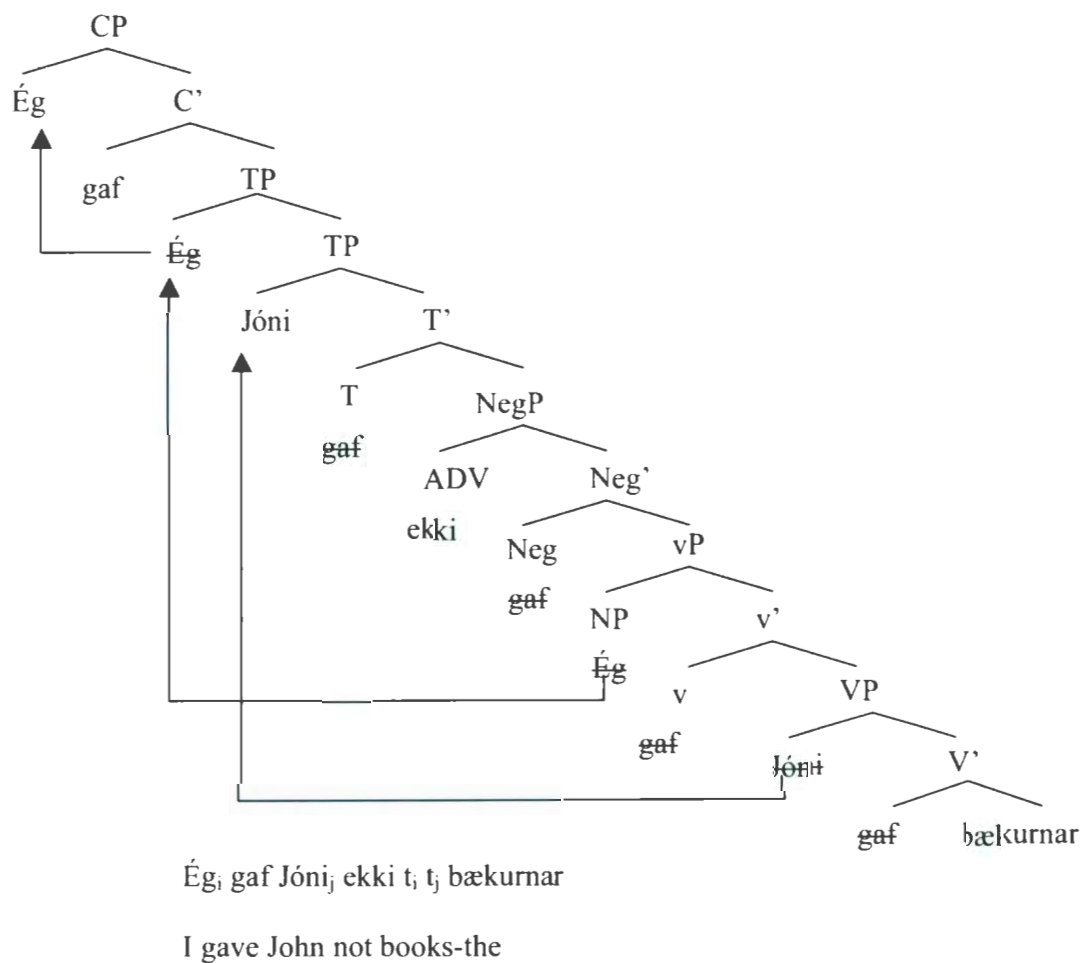 CP
Ég C’
gaf TP
Ég TP
Jóni T’
T NegP
gaf
ADV Neg’
ekki
Neg vP
gaf
NP v’
Ég
v VP
gaf
Jóni V’
gaf bækurnar
Égᵢ gaf Jóniⱼ ekki tᵢ tⱼ bækurnar
I gave John not books-the